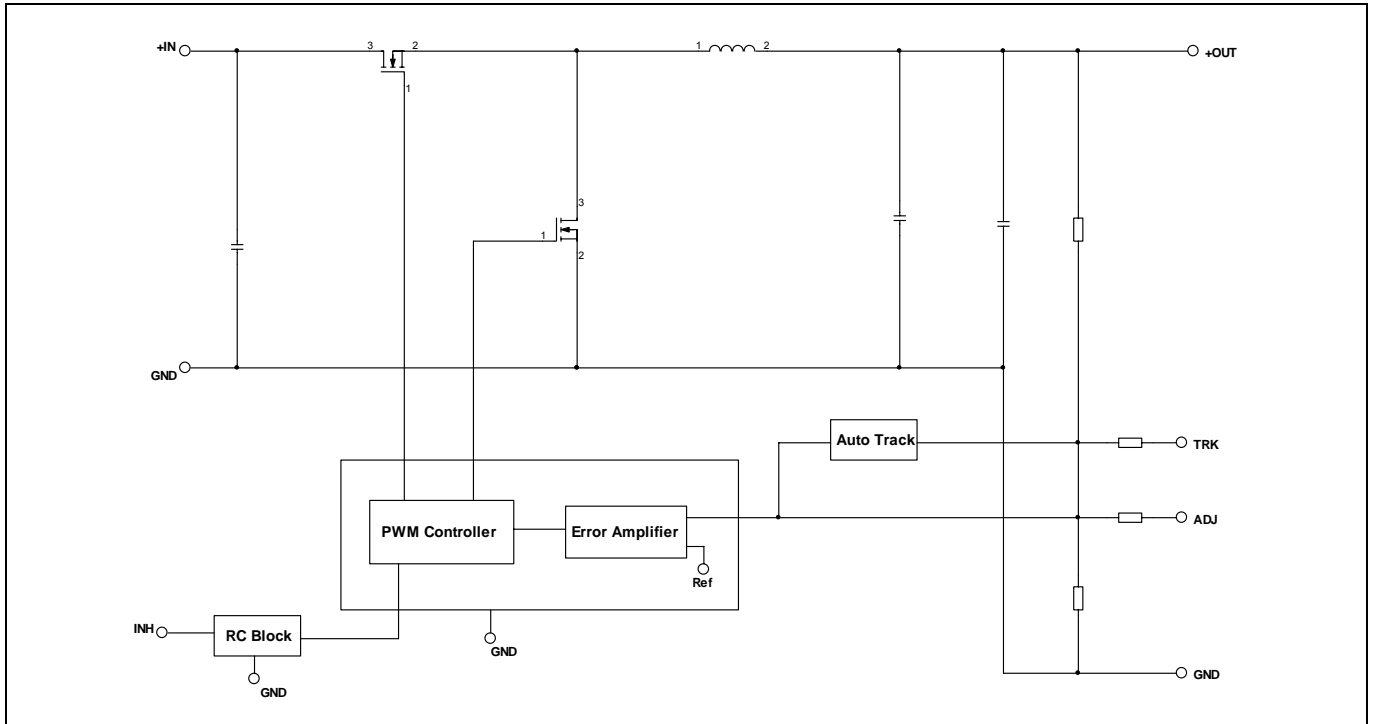 +IN
3
2
1
1
2
+OUT
3
1
2
GND
Auto Track
TRK
PWM Controller
Error Amplifier
ADJ
Ref
INH
RC Block
GND
GND
GND